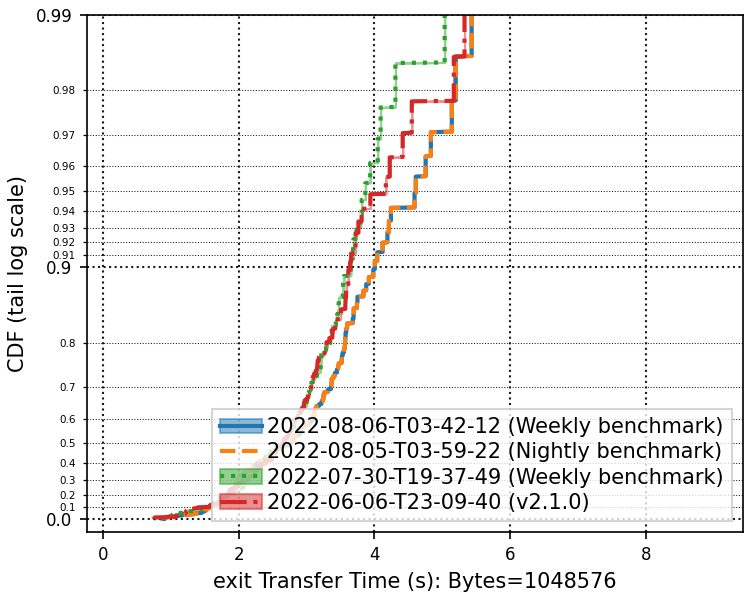 0.99
0.98
0.97
0.96
0.95
0.94
0.93
0.92
0.91
0.9
0.8
0.7
0.6
0.5
0.4
0.3
0.2
0.1
0.0
CDF (tail log scale)
2022-08-06-T03-42-12 (Weekly benchmark)
2022-08-05-T03-59-22 (Nightly benchmark)
2022-07-30-T19-37-49 (Weekly benchmark)
2022-06-06-T23-09-40 (v2.1.0)
0 2 4 6 8
exit Transfer Time (s): Bytes=1048576